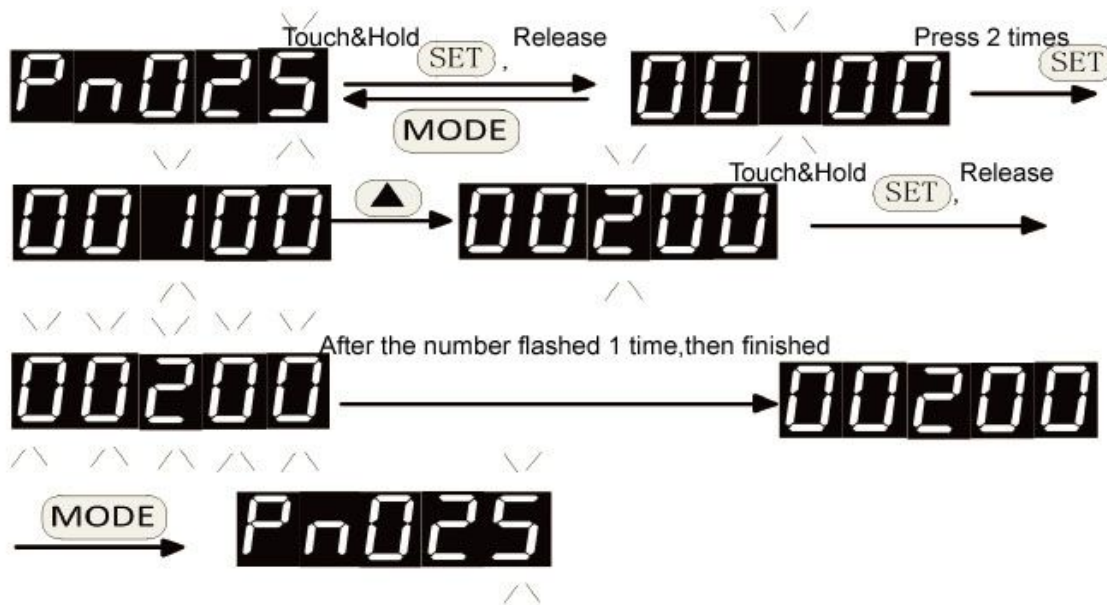 Touch&Hold SET, Release Press 2 times
Pn025 00100 SET
MODE
Touch&Hold SET, Release
00100 ▲ 00200
After the number flashed 1 time,then finished
00200 00200
MODE Pn025